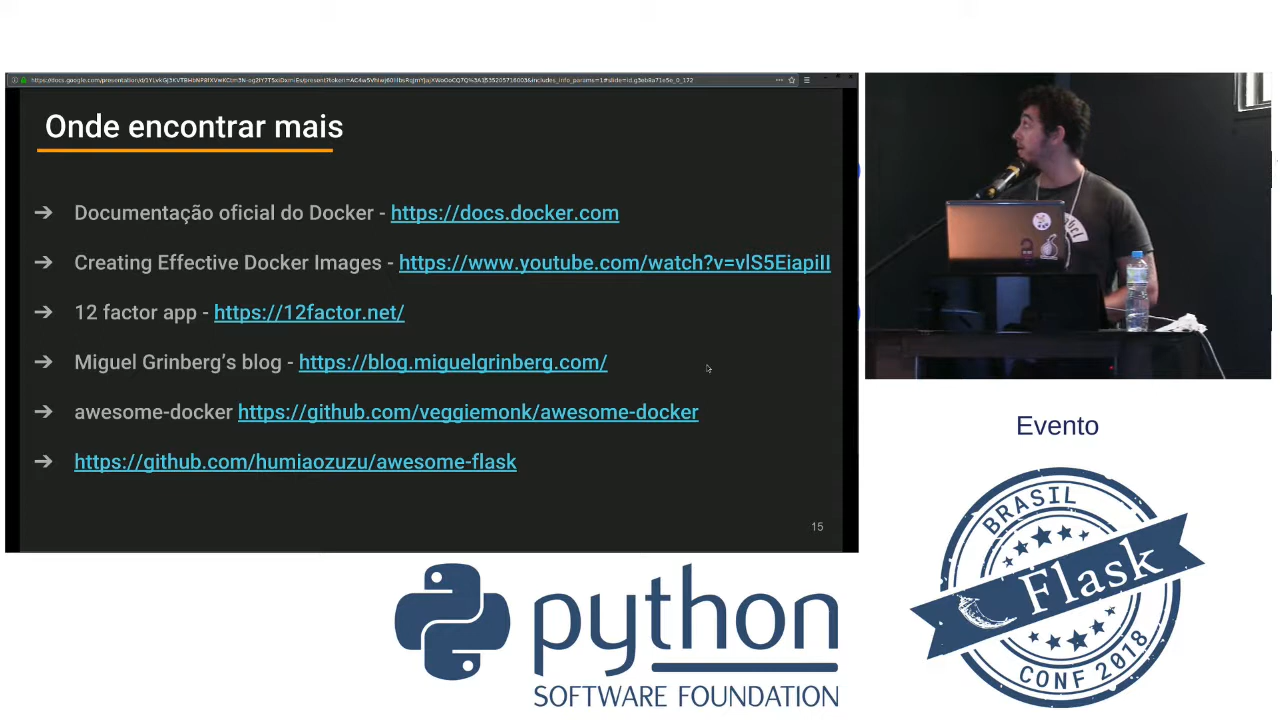 Onde encontrar mais
➔ Documentação oficial do Docker - https://docs.docker.com
➔ Creating Effective Docker Images - https://www.youtube.com/watch?v=vlS5EiapiII
➔ 12 factor app - https://12factor.net/
➔ Miguel Grinberg’s blog - https://blog.miguelgrinberg.com/
➔ awesome-docker https://github.com/veggiemonk/awesome-docker
➔ https://github.com/humiaozuzu/awesome-flask
15
Evento
BRASIL
Flask
CONF 2018
python
SOFTWARE FOUNDATION